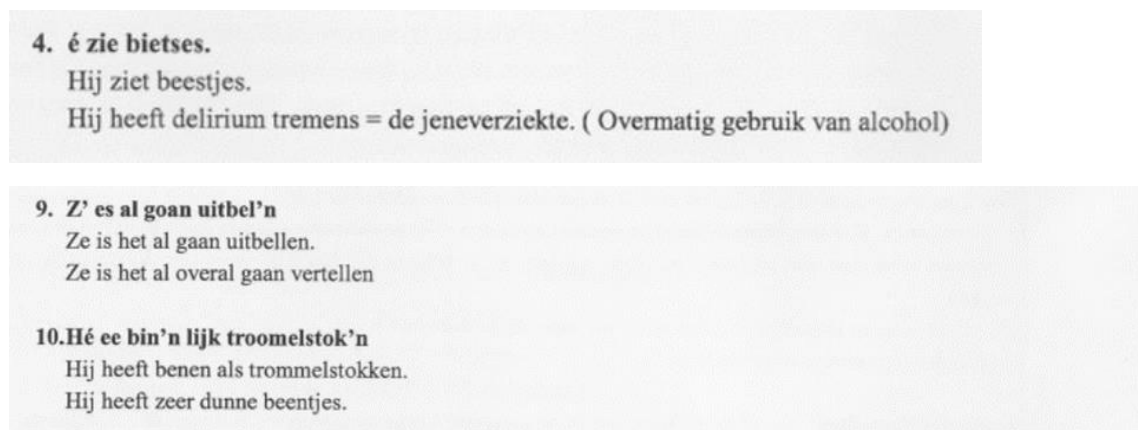 4. é zie bietses.
Hij ziet beestjes.
Hij heeft delirium tremens = de jeneverziekte. ( Overmatig gebruik van alcohol)
9. Z’ es al goan uitbel’n
Ze is het al gaan uitbellen.
Ze is het al overal gaan vertellen
10.Hé ee bin’n lijk troomelstok’n
Hij heeft benen als trommelstokken.
Hij heeft zeer dunne beentjes.